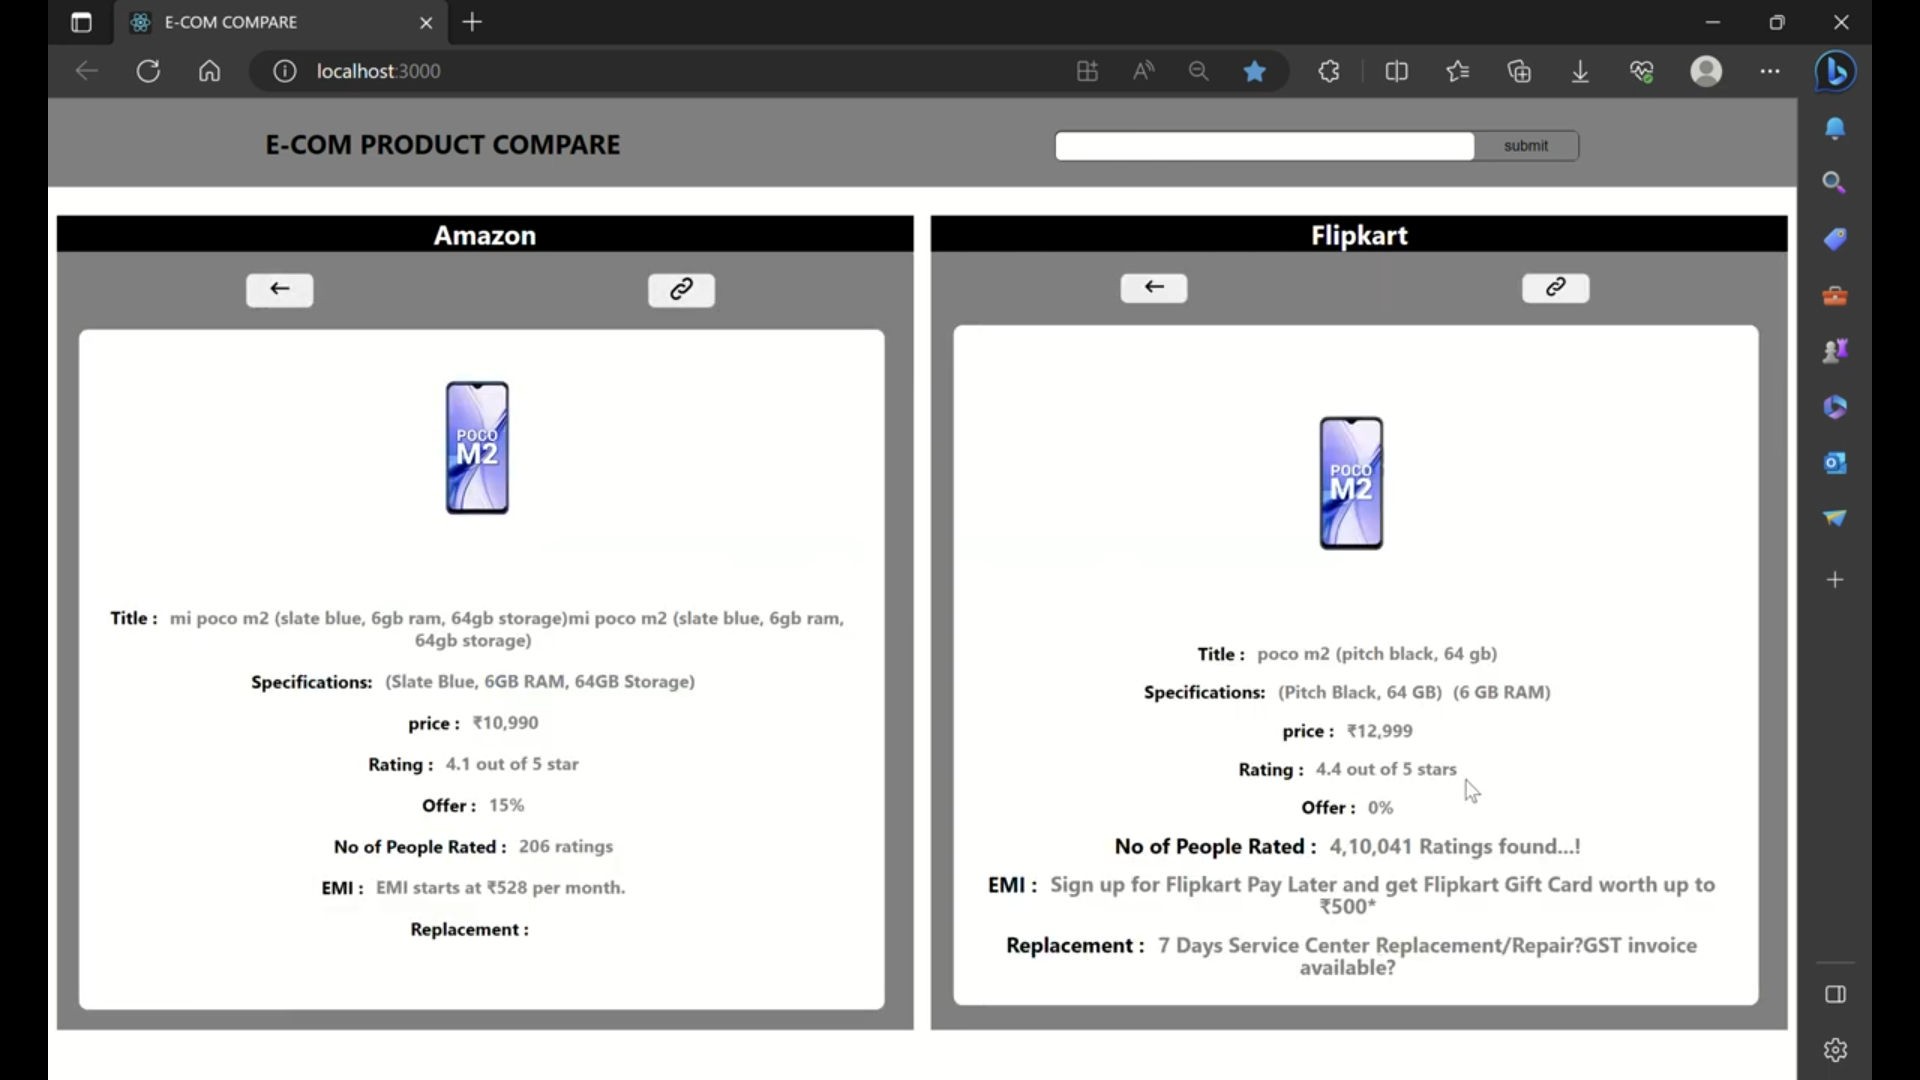 E-COM COMPARE
localhost:3000
E-COM PRODUCT COMPARE
submit
Amazon
POCO
M2
Title : mi poco m2 (slate blue, 6gb ram, 64gb storage)mi poco m2 (slate blue, 6gb ram,
64gb storage)
Specifications: (Slate Blue, 6GB RAM, 64GB Storage)
price : ₹10,990
Rating : 4.1 out of 5 star
Offer : 15%
No of People Rated : 206 ratings
EMI : EMI starts at ₹528 per month.
Replacement :
Flipkart
POCO
M2
Title : poco m2 (pitch black, 64 gb)
Specifications: (Pitch Black, 64 GB) (6 GB RAM)
price : ₹12,999
Rating : 4.4 out of 5 stars
Offer : 0%
No of People Rated : 4,10,041 Ratings found...!
EMI : Sign up for Flipkart Pay Later and get Flipkart Gift Card worth up to
₹500*
Replacement : 7 Days Service Center Replacement/Repair?GST invoice
available?